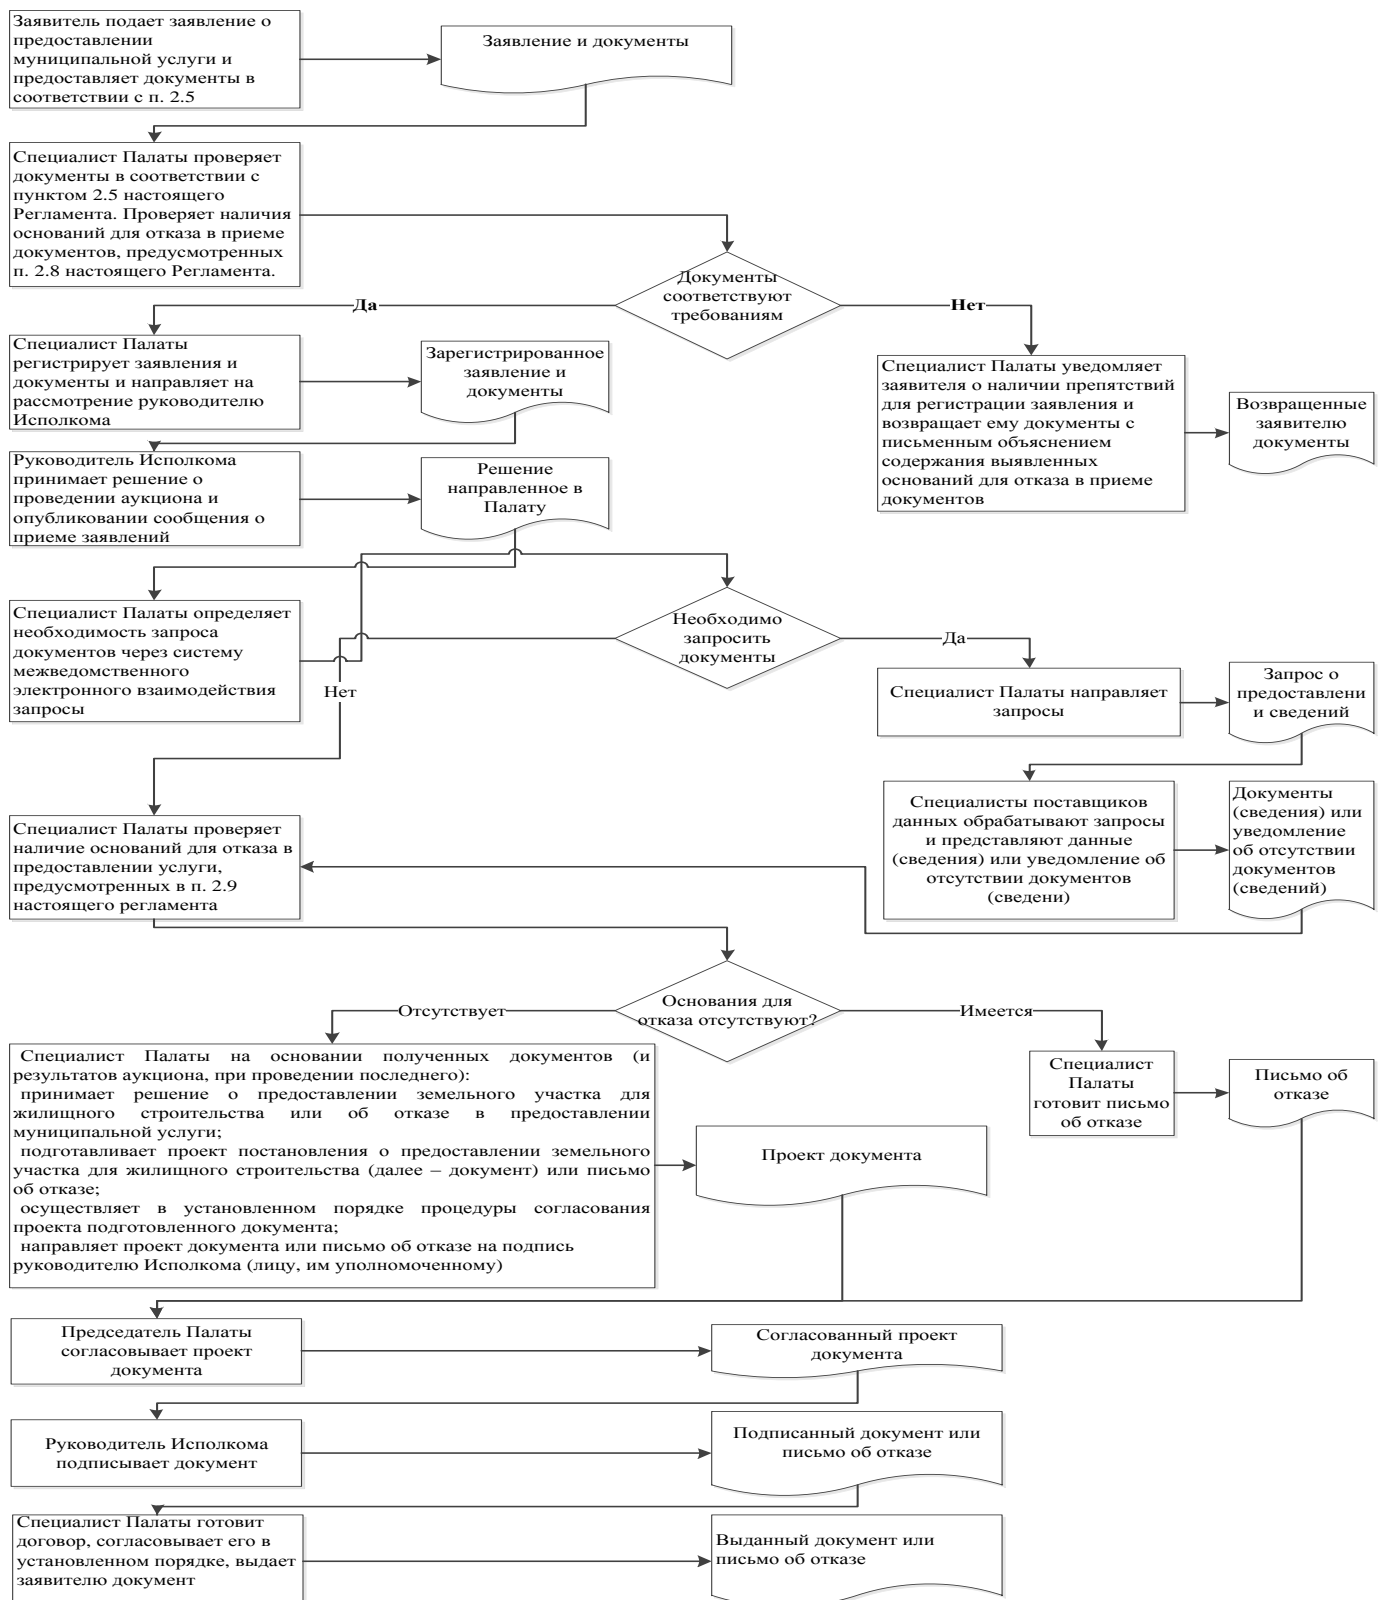 Заявитель подает заявление о
предоставлении
муниципальной услуги и
предоставляет документы в
соответствии с п. 2.5
Заявление и документы
Специалист Палаты проверяет
документы в соответствии с
пунктом 2.5 настоящего
Регламента. Проверяет наличия
оснований для отказа в приеме
документов, предусмотренных
п. 2.8 настоящего Регламента.
Документы
соответствуют
требованиям
Да
Нет
Специалист Палаты
регистрирует заявления и
документы и направляет на
рассмотрение руководителю
Исполкома
Зарегистрированное
заявление и
документы
Специалист Палаты уведомляет
заявителя о наличии препятствий
для регистрации заявления и
возвращает ему документы с
письменным объяснением
содержания выявленных
оснований для отказа в приеме
документов
Возвращенные
заявителю
документы
Руководитель Исполкома
принимает решение о
проведении аукциона и
опубликовании сообщения о
приеме заявлений
Решение
направленное в
Палату
Специалист Палаты определяет
необходимость запроса
документов через систему
межведомственного
электронного взаимодействия
запросы
Необходимо
запросить
документы
Да
Нет
Специалист Палаты направляет
запросы
Запрос о
предоставлени
и сведений
Специалисты поставщиков
данных обрабатывают запросы
и представляют данные
(сведения) или уведомление об
отсутствии документов
(сведени)
Документы
(сведения) или
уведомление
об отсутствии
документов
(сведений)
Специалист Палаты проверяет
наличие оснований для отказа в
предоставлении услуги,
предусмотренных в п. 2.9
настоящего регламента
Основания для
отказа отсутствуют?
Отсутствует
Имеется
Специалист Палаты на основании полученных документов (и
результатов аукциона, при проведении последнего):
принимает решение о предоставлении земельного участка для
жилищного строительства или об отказе в предоставлении
муниципальной услуги;
подготавливает проект постановления о предоставлении земельного
участка для жилищного строительства (далее – документ) или письмо
об отказе;
осуществляет в установленном порядке процедуры согласования
проекта подготовленного документа;
направляет проект документа или письмо об отказе на подпись
руководителю Исполкома (лицу, им уполномоченному)
Проект документа
Специалист
Палаты
готовит письмо
об отказе
Письмо об
отказе
Председатель Палаты
согласовывает проект
документа
Согласованный проект
документа
Руководитель Исполкома
подписывает документ
Подписанный документ или
письмо об отказе
Специалист Палаты готовит
договор, согласовывает его в
установленном порядке, выдает
заявителю документ
Выданный документ или
письмо об отказе